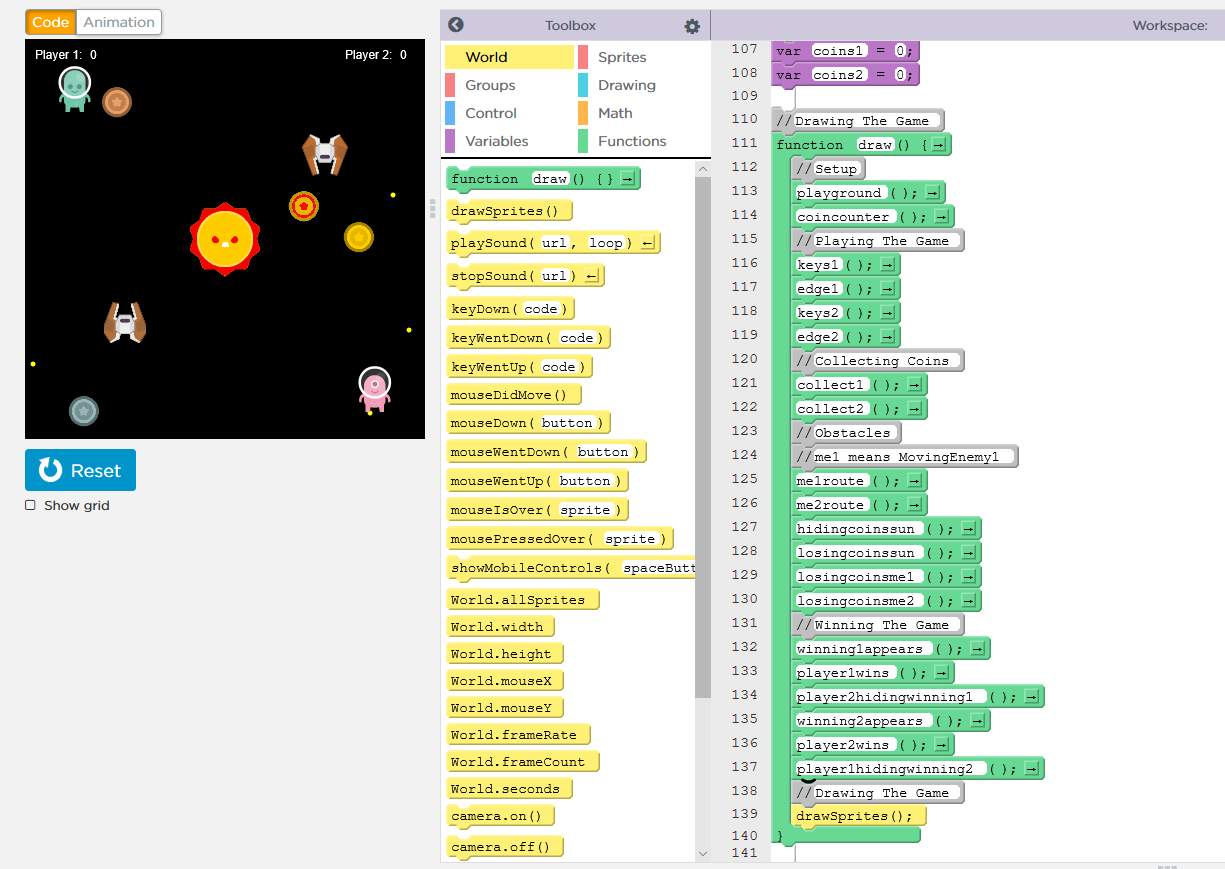 Code Animation
Player 1: 0 Player 2: 0
Reset
Show grid
Toolbox
World Sprites
Groups Drawing
Control Math
Variables Functions
function draw() { }
drawSprites()
playSound( url, loop)
stopSound( url)
keyDown( code)
keyWentDown( code)
keyWentUp( code)
mouseDidMove()
mouseDown( button)
mouseWentDown( button)
mouseWentUp( button)
mouseIsOver( sprite)
mousePressedOver( sprite)
showMobileControls( spaceButt
World.allSprites
World.width
World.height
World.mouseX
World.mouseY
World.frameRate
World.frameCount
World.seconds
camera.on()
camera.off()
Workspace:
107 var coins1 = 0;
108 var coins2 = 0;
109
110 //Drawing The Game
111 function draw() {
112 //Setup
113 playground ();
114 coincounter ();
115 //Playing The Game
116 keys1 ();
117 edge1 ();
118 keys2 ();
119 edge2 ();
120 //Collecting Coins
121 collect1 ();
122 collect2 ();
123 //Obstacles
124 //me1 means MovingEnemy1
125 me1route ();
126 me2route ();
127 hidingcoinssun ();
128 losingcoinssun ();
129 losingcoinsme1 ();
130 losingcoinsme2 ();
131 //Winning The Game
132 winning1appears ();
133 player1wins ();
134 player2hidingwinning1 ();
135 winning2appears ();
136 player2wins ();
137 player1hidingwinning2 ();
138 //Drawing The Game
139 drawSprites();
140 }
141